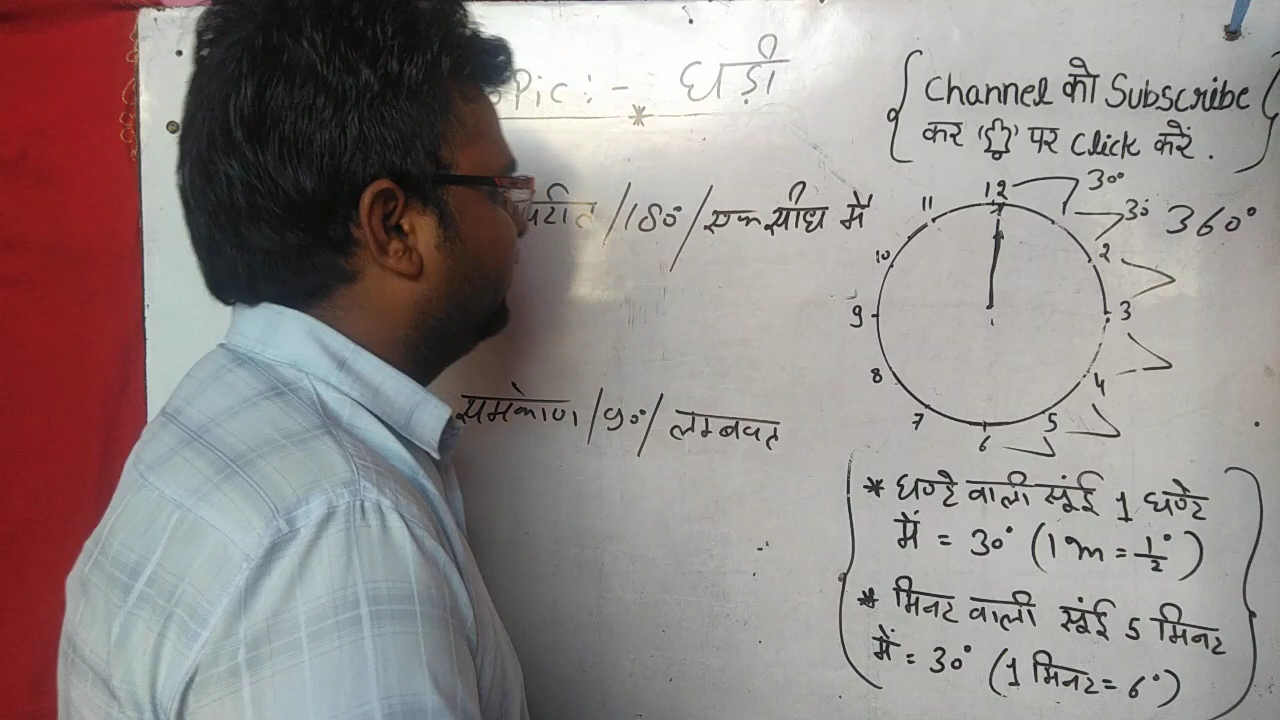 Topic :- घड़ी
{ Channel को Subscribe
कर ' ' पर Click करें . }
/ 180° / एक सीध में
समकोण / 90° / लम्बवत
12
11
10
9
8
7
6
5
4
3
2
30°
30
360°
* घण्टे वाली सूंई 1 घण्टे
में = 30° ( 1 m = 1/2° )
* मिनट वाली सूंई 5 मिनट
में = 30° ( 1 मिनट = 6° )